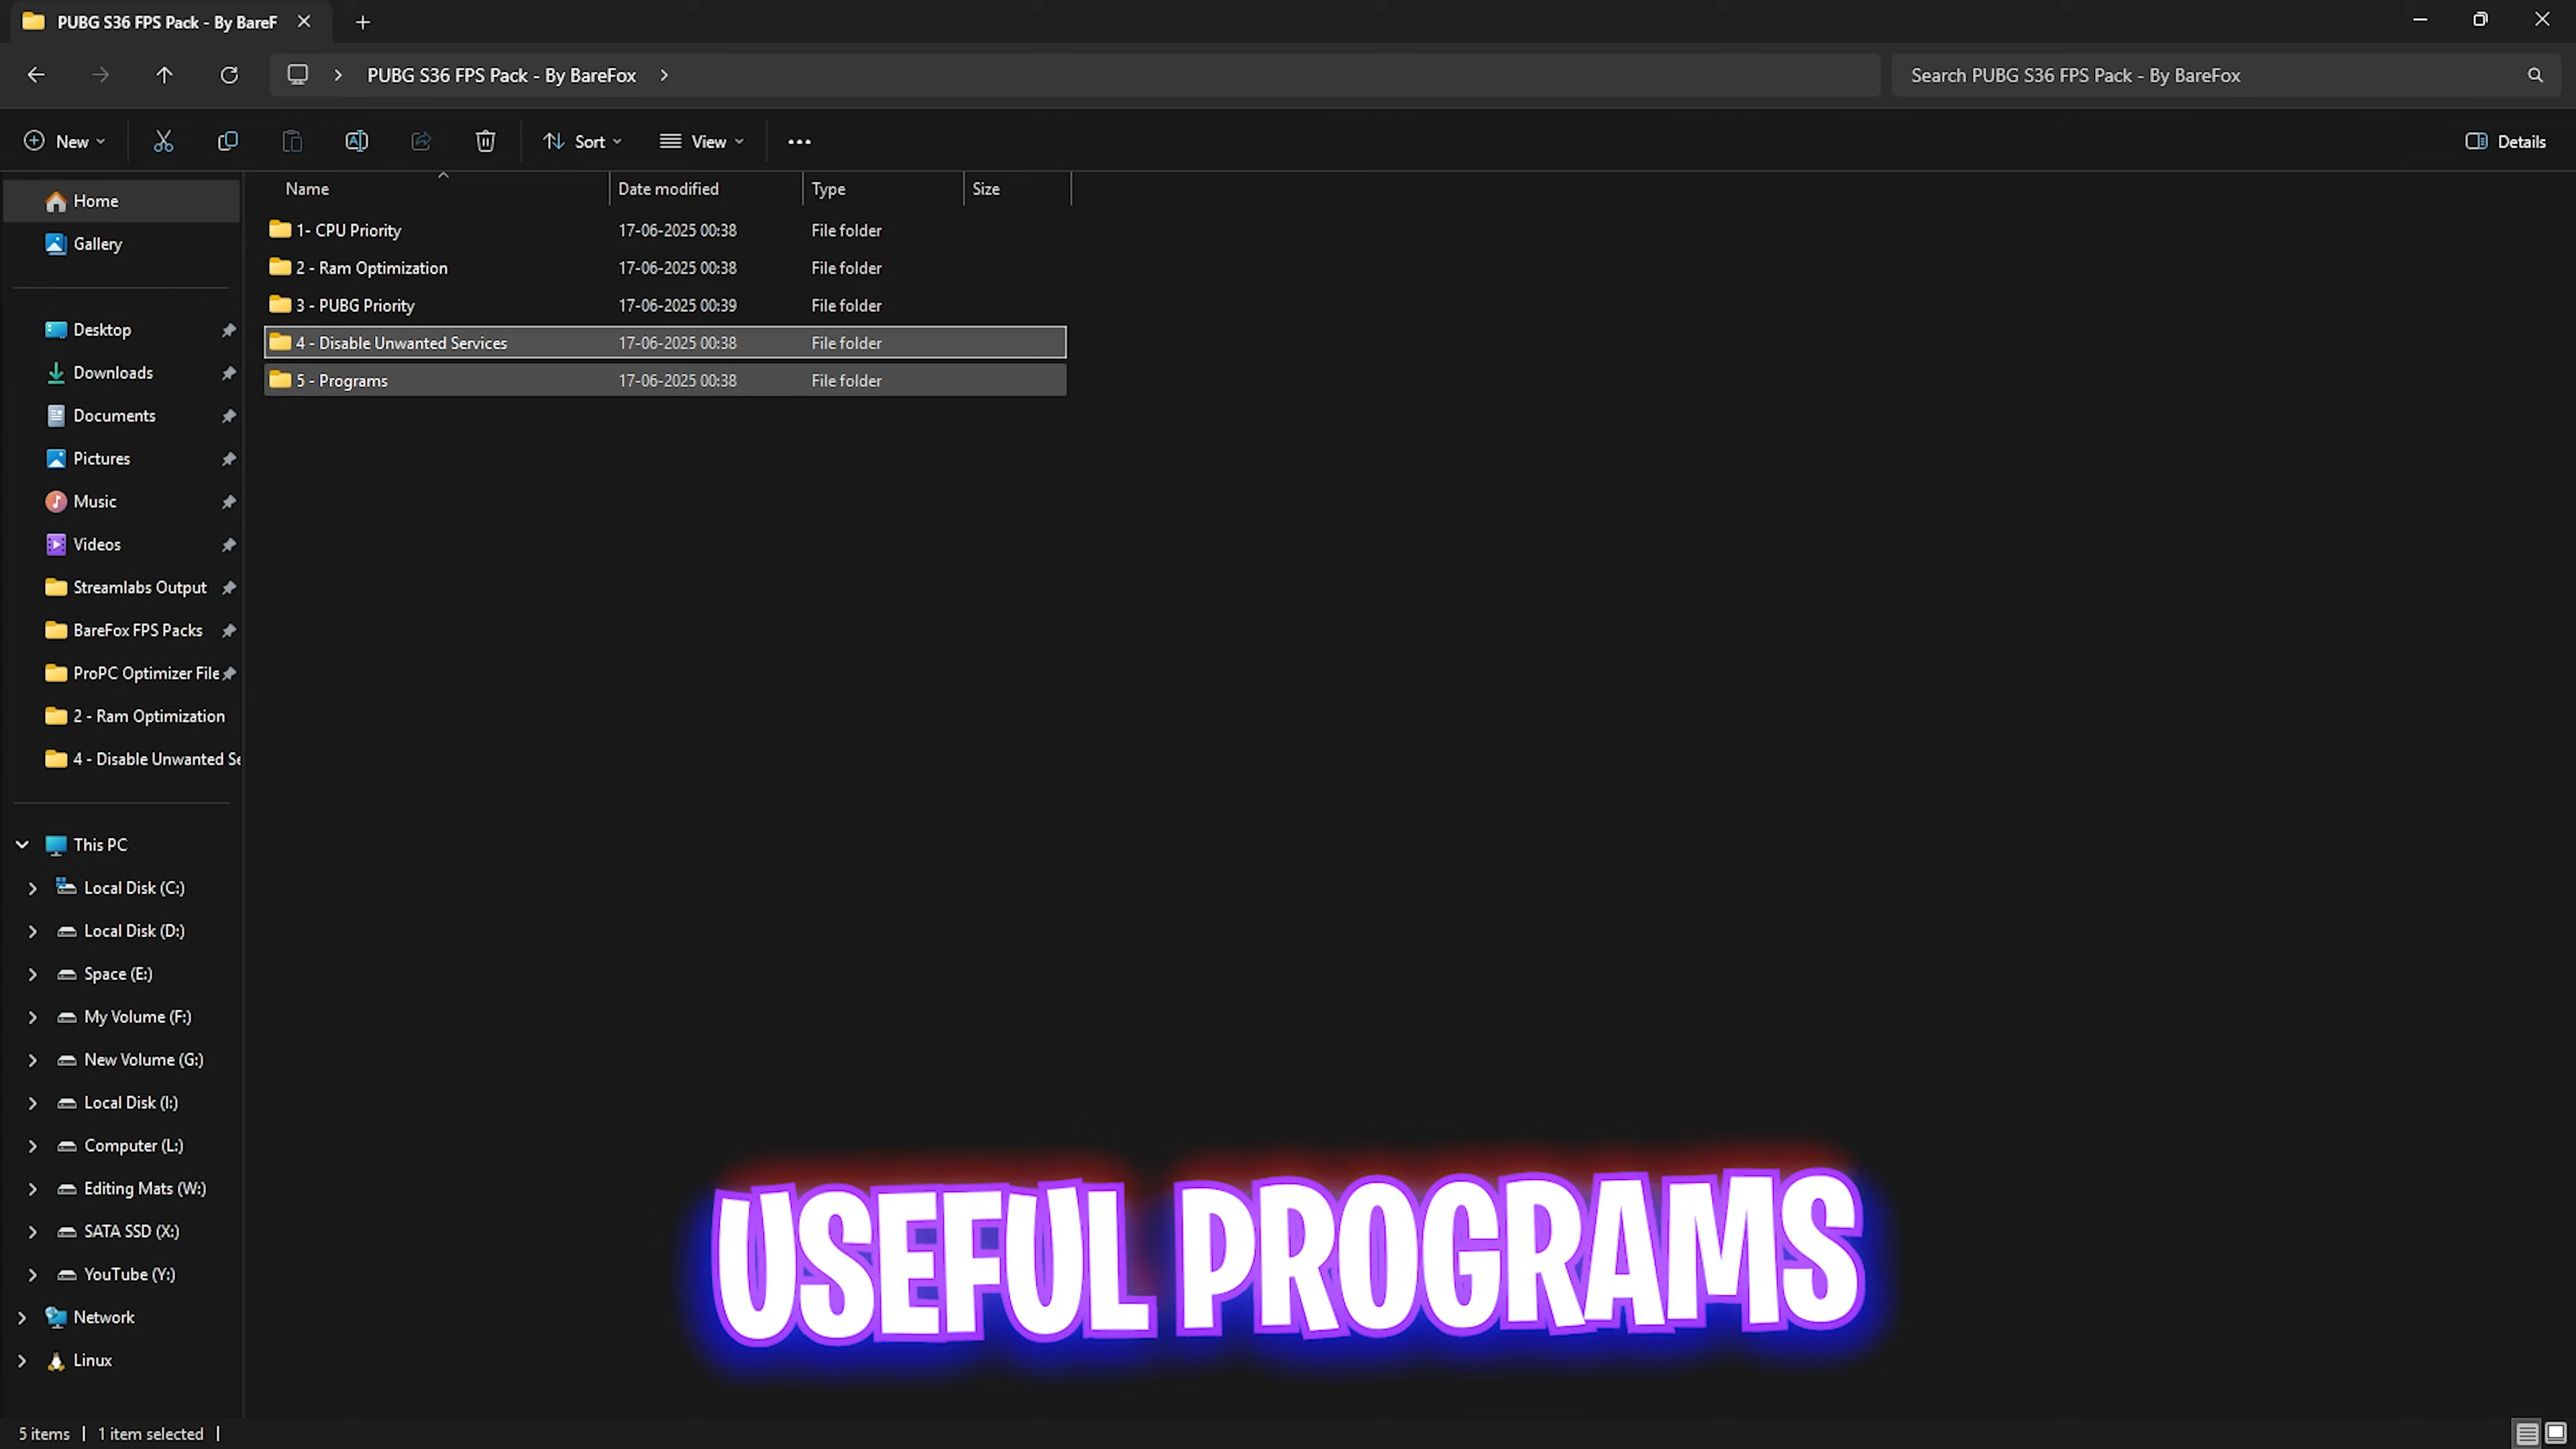 PUBG S36 FPS Pack - By BareF
PUBG S36 FPS Pack - By BareFox
Search PUBG S36 FPS Pack - By BareFox
New
Sort
View
Details
Name Date modified Type Size
1- CPU Priority 17-06-2025 00:38 File folder
2 - Ram Optimization 17-06-2025 00:38 File folder
3 - PUBG Priority 17-06-2025 00:39 File folder
4 - Disable Unwanted Services 17-06-2025 00:38 File folder
5 - Programs 17-06-2025 00:38 File folder
Home
Gallery
Desktop
Downloads
Documents
Pictures
Music
Videos
Streamlabs Output
BareFox FPS Packs
ProPC Optimizer File
2 - Ram Optimization
4 - Disable Unwanted Se
This PC
Local Disk (C:)
Local Disk (D:)
Space (E:)
My Volume (F:)
New Volume (G:)
Local Disk (I:)
Computer (L:)
Editing Mats (W:)
SATA SSD (X:)
YouTube (Y:)
Network
Linux
USEFUL PROGRAMS
5 items 1 item selected